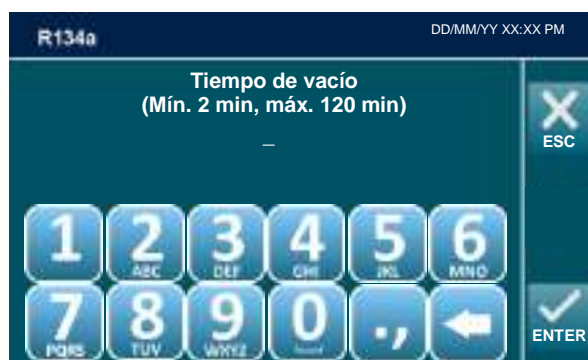 R134a
DD/MM/YY XX:XX PM
Tiempo de vacío
(Mín. 2 min, máx. 120 min)
_
ESC
1 2 3 4 5 6
ABC DEF GHI JKL MNO
7 8 9 0 .,
PQRS TUV WXYZ
ENTER